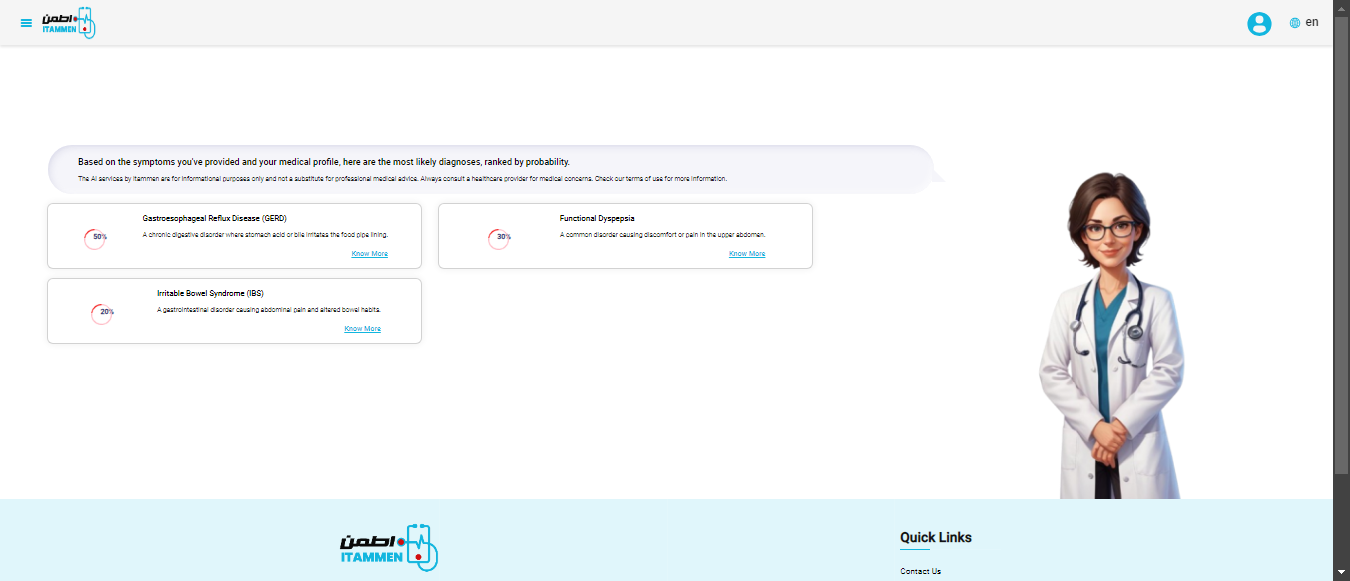 اطمن
ITAMMEN
en
Based on the symptoms you've provided and your medical profile, here are the most likely diagnoses, ranked by probability.
The AI services by Itammen are for informational purposes only and not a substitute for professional medical advice. Always consult a healthcare provider for medical concerns. Check our terms of use for more information.
50%
Gastroesophageal Reflux Disease (GERD)
A chronic digestive disorder where stomach acid or bile irritates the food pipe lining.
Know More
30%
Functional Dyspepsia
A common disorder causing discomfort or pain in the upper abdomen.
Know More
20%
Irritable Bowel Syndrome (IBS)
A gastrointestinal disorder causing abdominal pain and altered bowel habits.
Know More
اطمن
ITAMMEN
Quick Links
Contact Us